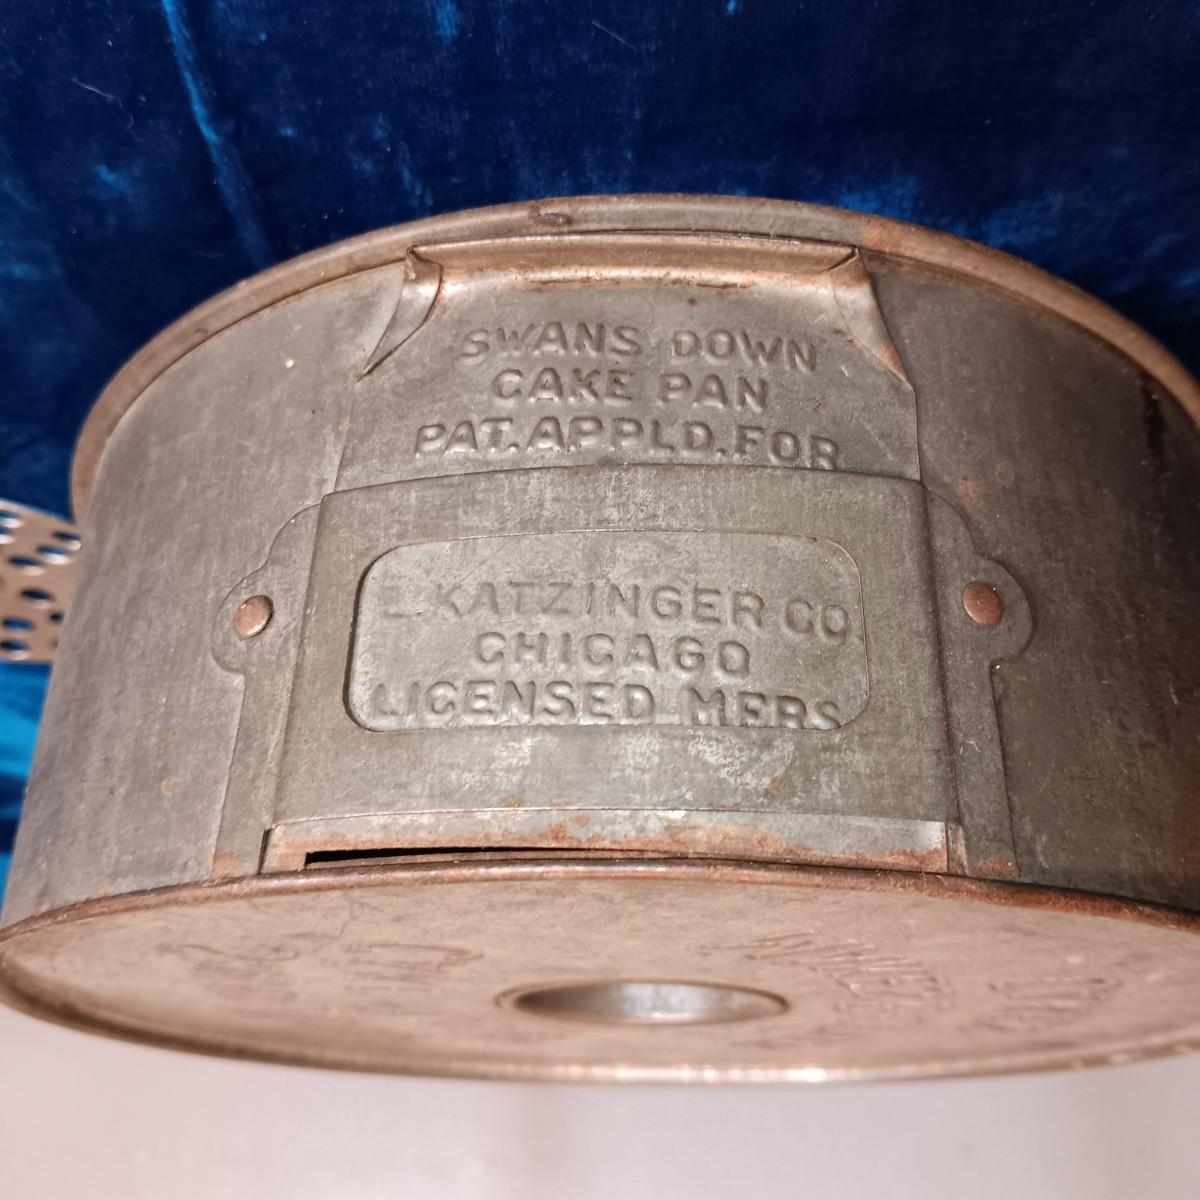 SWANS DOWN
CAKE PAN
PAT. APPLD. FOR
E. KATZINGER CO
CHICAGO
LICENSED MFRS